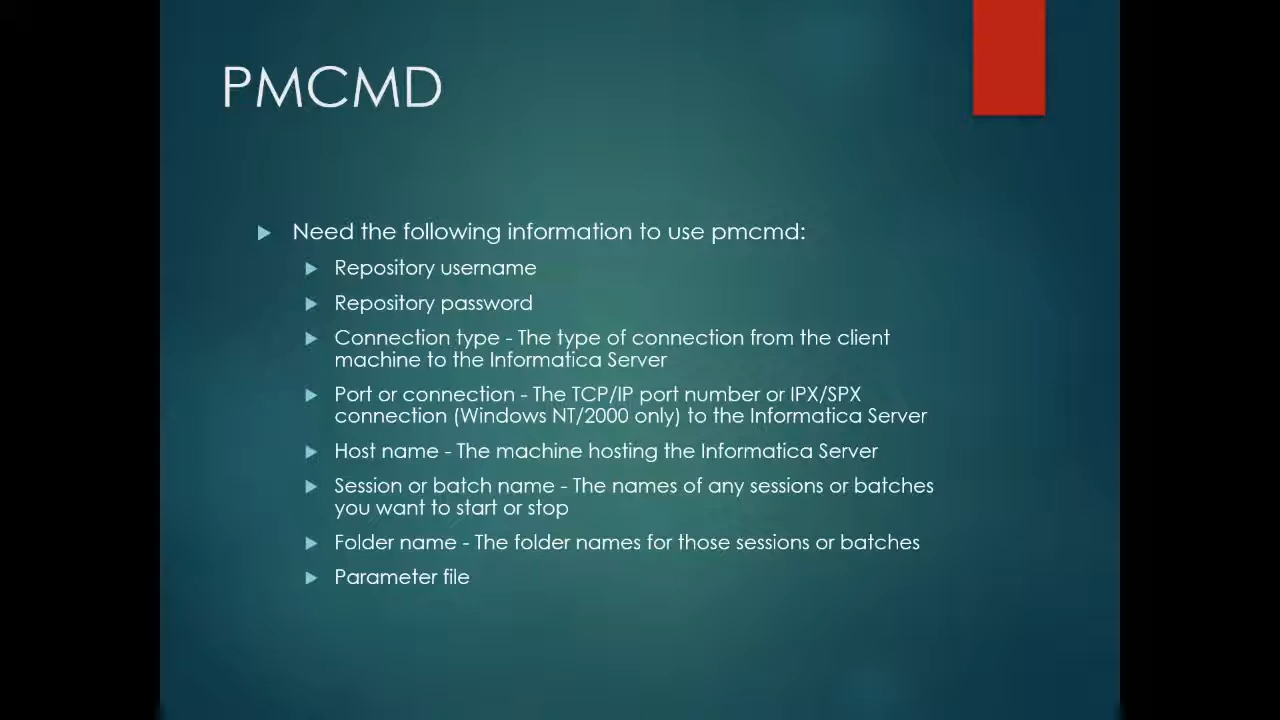 PMCMD
Need the following information to use pmcmd:
Repository username
Repository password
Connection type - The type of connection from the client
machine to the Informatica Server
Port or connection - The TCP/IP port number or IPX/SPX
connection (Windows NT/2000 only) to the Informatica Server
Host name - The machine hosting the Informatica Server
Session or batch name - The names of any sessions or batches
you want to start or stop
Folder name - The folder names for those sessions or batches
Parameter file